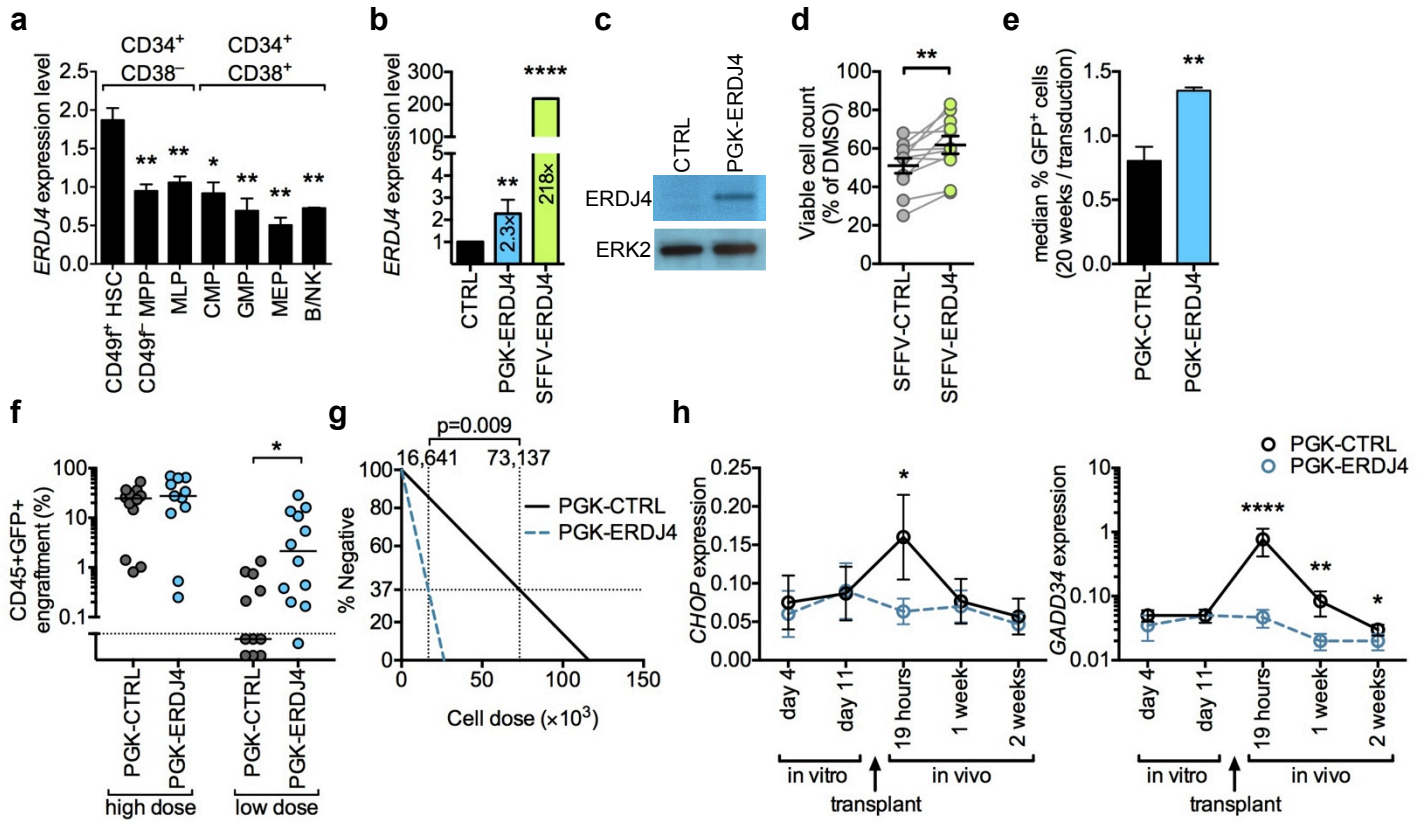 a
CD34+
CD38–
CD34+
CD38+
ERDJ4 expression level
2.5
2.0
1.5
1.0
0.5
0.0
**
**
*
**
**
**
CD49f+ HSC
CD49f– MPP
MLP
CMP
GMP
MEP
B/NK
b
ERDJ4 expression level
300
200
100
5
4
3
2
1
**
****
2.3×
218×
CTRL
PGK-ERDJ4
SFFV-ERDJ4
c
CTRL
PGK-ERDJ4
ERDJ4
ERK2
d
Viable cell count
(% of DMSO)
100
80
60
40
20
0
**
SFFV-CTRL
SFFV-ERDJ4
e
median % GFP+ cells
(20 weeks / transduction)
1.5
1.0
0.5
0.0
**
PGK-CTRL
PGK-ERDJ4
f
CD45+GFP+
engraftment (%)
100
10
1
0.1
*
PGK-CTRL
PGK-ERDJ4
PGK-CTRL
PGK-ERDJ4
high dose
low dose
g
p=0.009
16,641
73,137
% Negative
100
80
60
37
20
0
PGK-CTRL
PGK-ERDJ4
0
50
100
150
Cell dose (×103)
h
PGK-CTRL
PGK-ERDJ4
CHOP expression
0.25
0.20
0.15
0.10
0.05
0.00
*
day 4
day 11
19 hours
1 week
2 weeks
in vitro
in vivo
transplant
GADD34 expression
10
1
0.10
0.01
****
**
*
day 4
day 11
19 hours
1 week
2 weeks
in vitro
in vivo
transplant